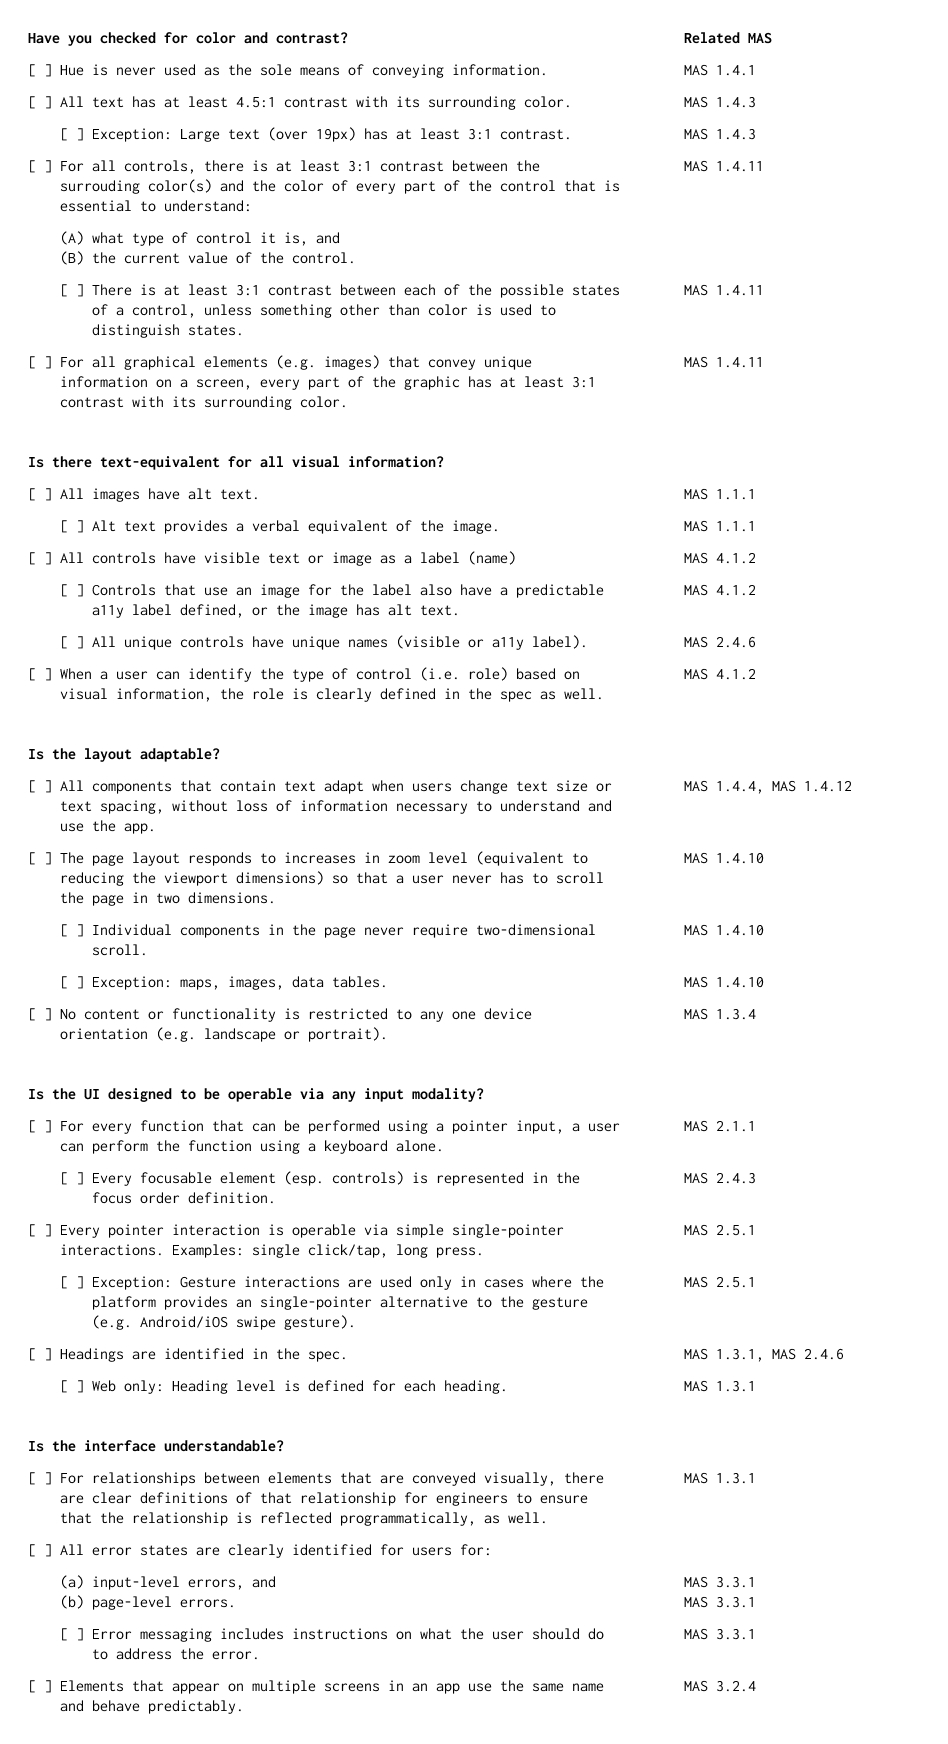 Have you checked for color and contrast? Related MAS
[ ] Hue is never used as the sole means of conveying information. MAS 1.4.1
[ ] All text has at least 4.5:1 contrast with its surrounding color. MAS 1.4.3
[ ] Exception: Large text (over 19px) has at least 3:1 contrast. MAS 1.4.3
[ ] For all controls, there is at least 3:1 contrast between the MAS 1.4.11
surrouding color(s) and the color of every part of the control that is
essential to understand:
(A) what type of control it is, and
(B) the current value of the control.
[ ] There is at least 3:1 contrast between each of the possible states MAS 1.4.11
of a control, unless something other than color is used to
distinguish states.
[ ] For all graphical elements (e.g. images) that convey unique MAS 1.4.11
information on a screen, every part of the graphic has at least 3:1
contrast with its surrounding color.
Is there text-equivalent for all visual information?
[ ] All images have alt text. MAS 1.1.1
[ ] Alt text provides a verbal equivalent of the image. MAS 1.1.1
[ ] All controls have visible text or image as a label (name) MAS 4.1.2
[ ] Controls that use an image for the label also have a predictable MAS 4.1.2
a11y label defined, or the image has alt text.
[ ] All unique controls have unique names (visible or a11y label). MAS 2.4.6
[ ] When a user can identify the type of control (i.e. role) based on MAS 4.1.2
visual information, the role is clearly defined in the spec as well.
Is the layout adaptable?
[ ] All components that contain text adapt when users change text size or MAS 1.4.4, MAS 1.4.12
text spacing, without loss of information necessary to understand and
use the app.
[ ] The page layout responds to increases in zoom level (equivalent to MAS 1.4.10
reducing the viewport dimensions) so that a user never has to scroll
the page in two dimensions.
[ ] Individual components in the page never require two-dimensional MAS 1.4.10
scroll.
[ ] Exception: maps, images, data tables. MAS 1.4.10
[ ] No content or functionality is restricted to any one device MAS 1.3.4
orientation (e.g. landscape or portrait).
Is the UI designed to be operable via any input modality?
[ ] For every function that can be performed using a pointer input, a user MAS 2.1.1
can perform the function using a keyboard alone.
[ ] Every focusable element (esp. controls) is represented in the MAS 2.4.3
focus order definition.
[ ] Every pointer interaction is operable via simple single-pointer MAS 2.5.1
interactions. Examples: single click/tap, long press.
[ ] Exception: Gesture interactions are used only in cases where the MAS 2.5.1
platform provides an single-pointer alternative to the gesture
(e.g. Android/iOS swipe gesture).
[ ] Headings are identified in the spec. MAS 1.3.1, MAS 2.4.6
[ ] Web only: Heading level is defined for each heading. MAS 1.3.1
Is the interface understandable?
[ ] For relationships between elements that are conveyed visually, there MAS 1.3.1
are clear definitions of that relationship for engineers to ensure
that the relationship is reflected programmatically, as well.
[ ] All error states are clearly identified for users for:
(a) input-level errors, and MAS 3.3.1
(b) page-level errors. MAS 3.3.1
[ ] Error messaging includes instructions on what the user should do MAS 3.3.1
to address the error.
[ ] Elements that appear on multiple screens in an app use the same name MAS 3.2.4
and behave predictably.